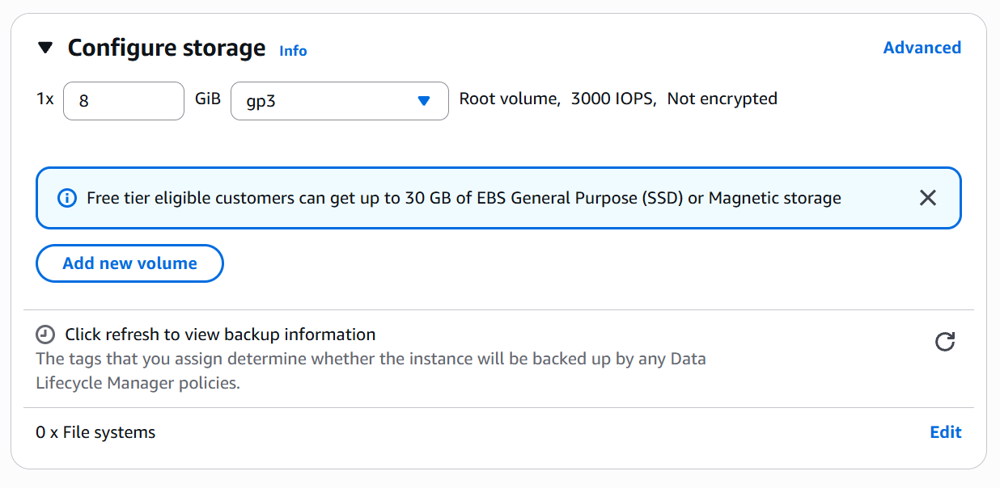 Configure storage Info Advanced
1x 8 GiB gp3 Root volume, 3000 IOPS, Not encrypted
Free tier eligible customers can get up to 30 GB of EBS General Purpose (SSD) or Magnetic storage
Add new volume
Click refresh to view backup information
The tags that you assign determine whether the instance will be backed up by any Data
Lifecycle Manager policies.
0 x File systems Edit